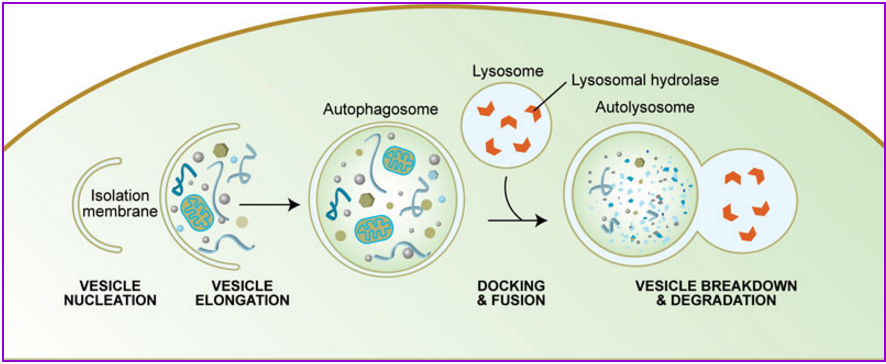 Lysosome
Lysosomal hydrolase
Autophagosome
Autolysosome
Isolation
membrane
VESICLE
NUCLEATION
VESICLE
ELONGATION
DOCKING
& FUSION
VESICLE BREAKDOWN
& DEGRADATION